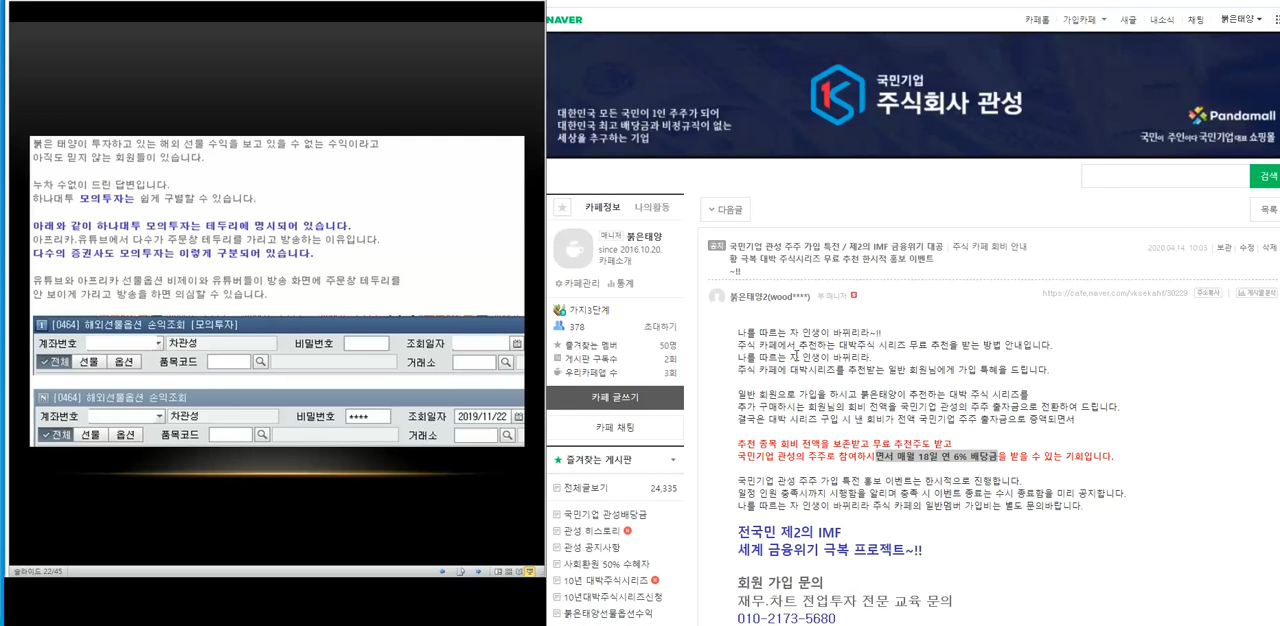 붉은 태양이 투자하고 있는 해외 선물 수익을 보고 있을 수 없는 수익이라고
아직도 믿지 않는 회원들이 있습니다.
누차 수없이 드린 답변입니다.
하나대투 모의투자는 쉽게 구별할 수 있습니다.
아래와 같이 하나대투 모의투자는 테두리에 명시되어 있습니다.
아프리카.유튜브에서 다수가 주문창 테두리를 가리고 방송하는 이유입니다.
다수의 증권사도 모의투자는 이렇게 구분되어 있습니다.
유튜브와 아프리카 선물옵션 비제이와 유튜버들이 방송 화면에 주문창 테두리를
안 보이게 가리고 방송을 하면 의심할 수 있습니다.
[0464] 해외선물옵션 손익조회 [모의투자]
계좌번호 차관성 비밀번호 조회일자
전체 선물 옵션 품목코드 거래소
[0464] 해외선물옵션 손익조회
계좌번호 차관성 비밀번호 **** 조회일자 2019/11/22
전체 선물 옵션 품목코드 거래소
슬라이드 22/45
NAVER
카페홈 가입카페 새글 내소식 채팅 붉은태양
대한민국 모든 국민이 1인 주주가 되어
대한민국 최고 배당금과 비정규직이 없는
세상을 추구하는 기업
국민기업
주식회사 관성
Pandamall
국민이 주인이다 국민기업대표 쇼핑몰
검색
카페정보 나의활동
매니저 붉은태양
since 2016.10.20.
카페소개
카페관리 통계
가지3단계
378 초대하기
즐겨찾는 멤버 50명
게시판 구독수 2회
우리카페앱 수 3회
카페 글쓰기
카페 채팅
즐겨찾는 게시판
전체글보기 24,335
국민기업 관성배당금
관성 히스토리
관성 공지사항
사회환원 50% 수혜자
10년 대박주식시리즈
10년대박주식시리즈신청
붉은태양선물옵션수익
다음글
목록
공지 국민기업 관성 주주 가입 특전 / 제2의 IMF 금융위기 대공 주식 카페 회비 안내
황 극복 대박 주식시리즈 무료 추천 한시적 홍보 이벤트
~!!
2020.04.14. 10:03 보관 수정 삭제
붉은태양2(wood****) 부매니저
https://cafe.naver.com/vksekahf/30229 주소복사 게시물분석
나를 따르는 자 인생이 바뀌리라~!!
주식 카페에서 추천하는 대박주식 시리즈 무료 추천을 받는 방법 안내입니다.
나를 따르는 자 인생이 바뀌리라.
주식 카페에 대박시리즈를 추천받는 일반 회원님에게 가입 특혜을 드립니다.
일반 회원으로 가입을 하시고 붉은태양이 추천하는 대박 주식 시리즈를
추가 구매하시는 회원님의 회비 전액을 국민기업 관성의 주주 출자금으로 전환하여 드립니다.
결국은 대박 시리즈 구입 시 낸 회비가 전액 국민기업 주주 출자금으로 증액되면서
추천 종목 회비 전액을 보존받고 무료 추천주도 받고
국민기업 관성의 주주로 참여하시면서 매월 18일 연 6% 배당금을 받을 수 있는 기회입니다.
국민기업 관성 주주 가입 특전 홍보 이벤트는 한시적으로 진행합니다.
일정 인원 충족시까지 시행함을 알리며 충족 시 이벤트 종료는 수시 종료함을 미리 공지합니다.
나를 따르는 자 인생이 바뀌리라 주식 카페의 일반멤버 가입비는 별도 문의바랍니다.
전국민 제2의 IMF
세계 금융위기 극복 프로젝트~!!
회원 가입 문의
재무.차트 전업투자 전문 교육 문의
010-2173-5680